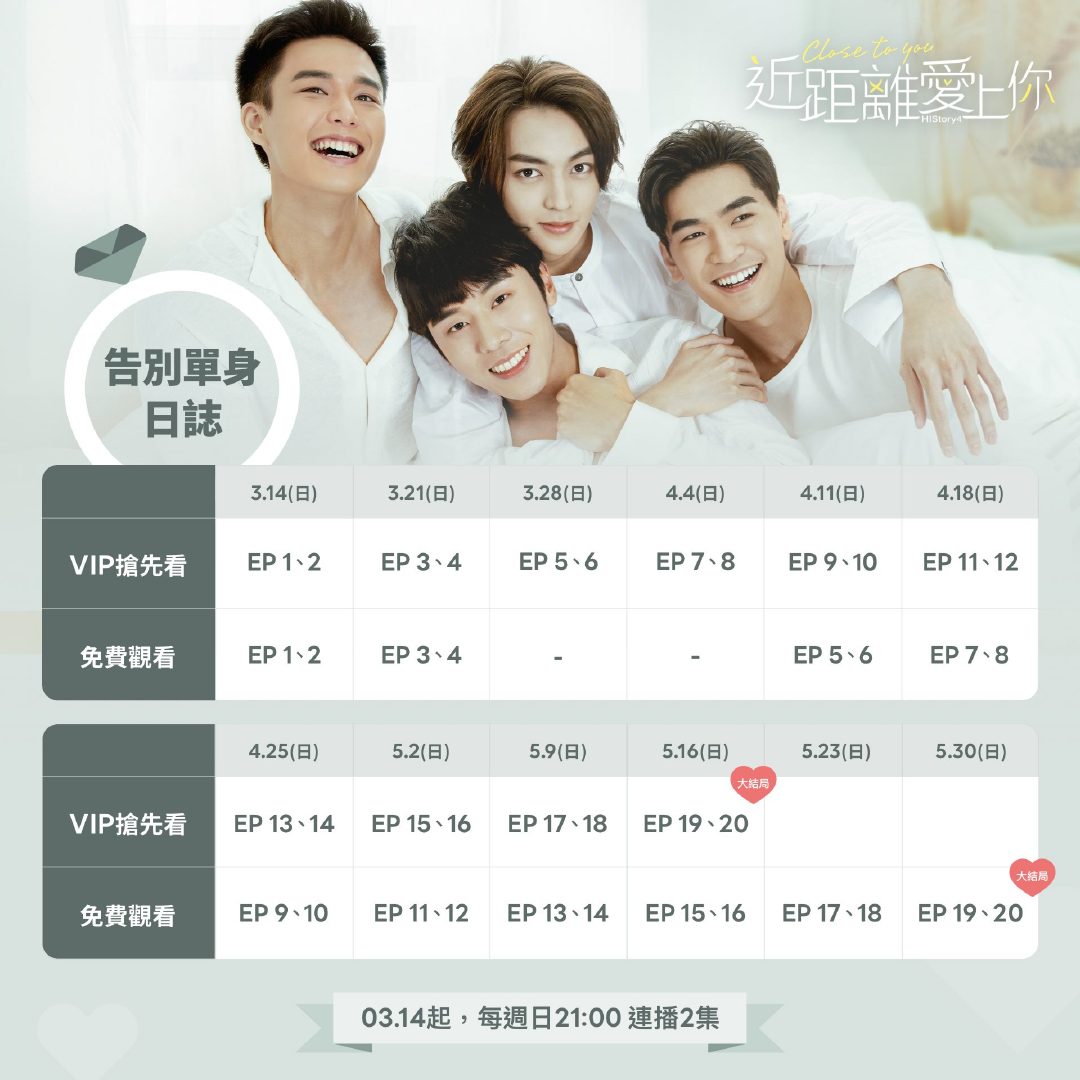 Close to you
近距離愛上你
HIStory4
告別單身
日誌
3.14(日) 3.21(日) 3.28(日) 4.4(日) 4.11(日) 4.18(日)
VIP搶先看 EP 1、2 EP 3、4 EP 5、6 EP 7、8 EP 9、10 EP 11、12
免費觀看 EP 1、2 EP 3、4 - - EP 5、6 EP 7、8
4.25(日) 5.2(日) 5.9(日) 5.16(日) 5.23(日) 5.30(日)
大結局
VIP搶先看 EP 13、14 EP 15、16 EP 17、18 EP 19、20
大結局
免費觀看 EP 9、10 EP 11、12 EP 13、14 EP 15、16 EP 17、18 EP 19、20
03.14起，每週日21:00 連播2集